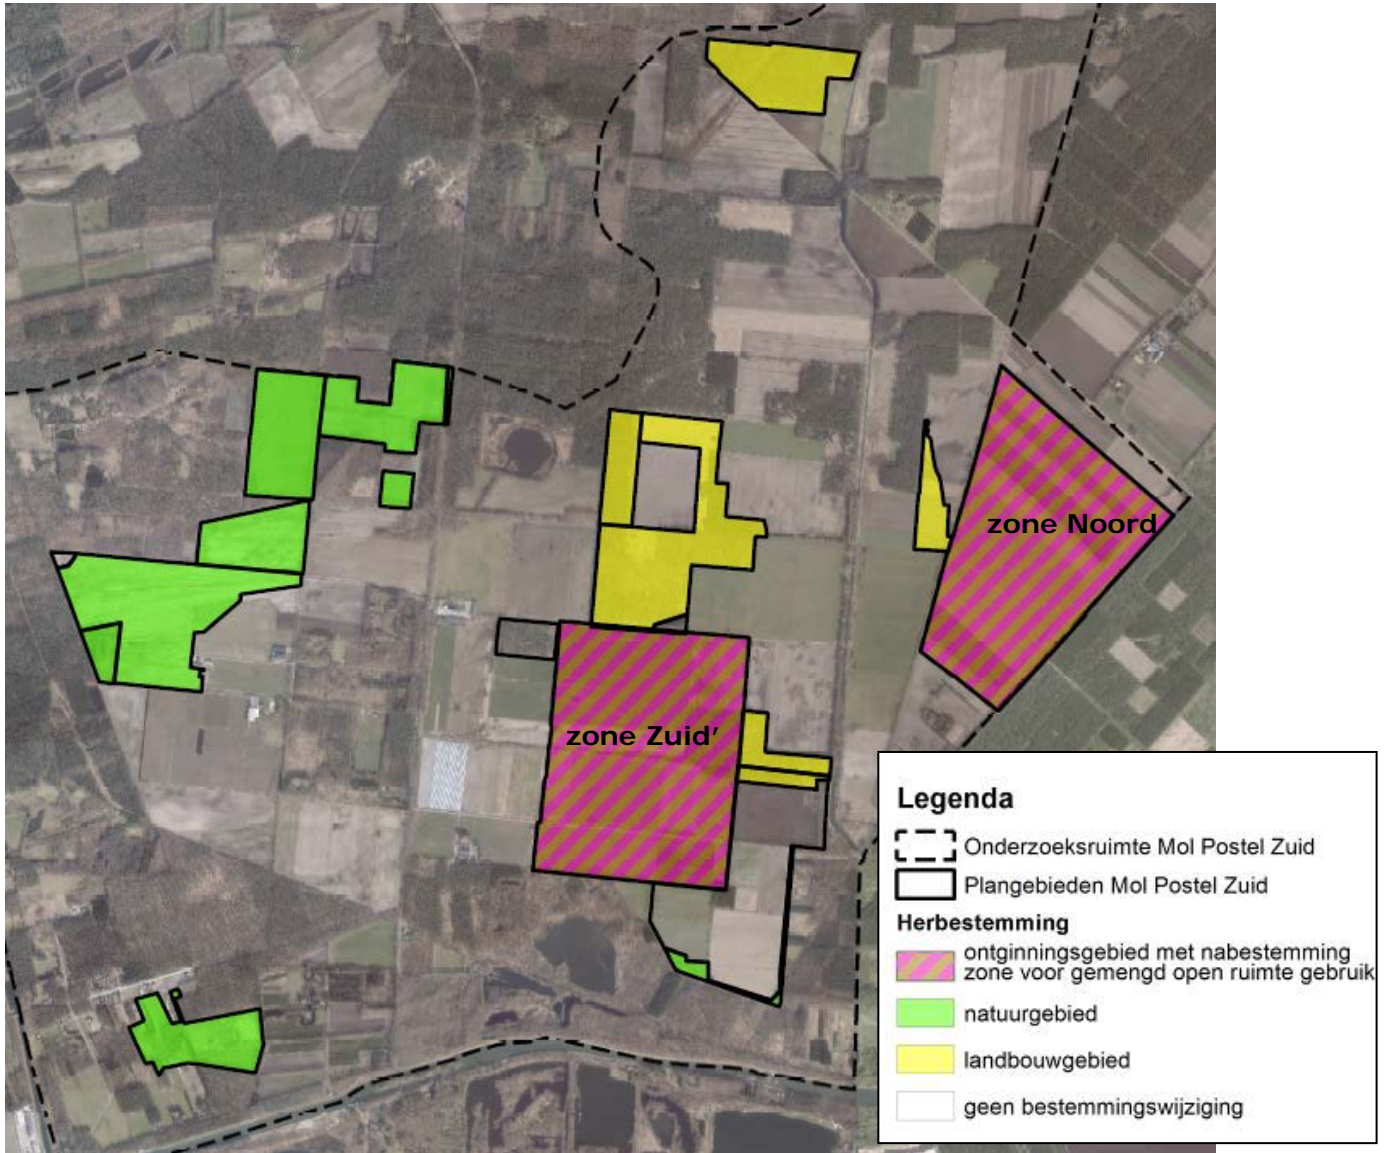 zone Noord
zone Zuid’
Legenda
Onderzoeksruimte Mol Postel Zuid
Plangebieden Mol Postel Zuid
Herbestemming
ontginningsgebied met nabestemming
zone voor gemengd open ruimte gebruik
natuurgebied
landbouwgebied
geen bestemmingswijziging